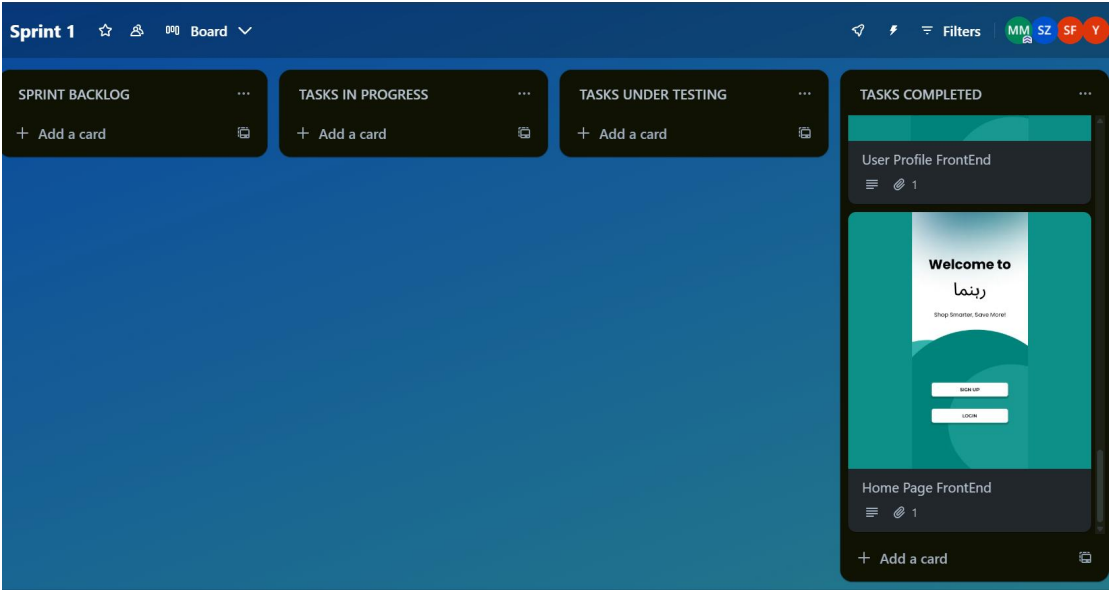 Sprint 1
Board
Filters
MM
SZ
SF
Y
SPRINT BACKLOG
Add a card
TASKS IN PROGRESS
Add a card
TASKS UNDER TESTING
Add a card
TASKS COMPLETED
User Profile FrontEnd
1
Welcome to
رہنما
Shop Smarter, Save More!
SIGN UP
LOGIN
Home Page FrontEnd
1
Add a card